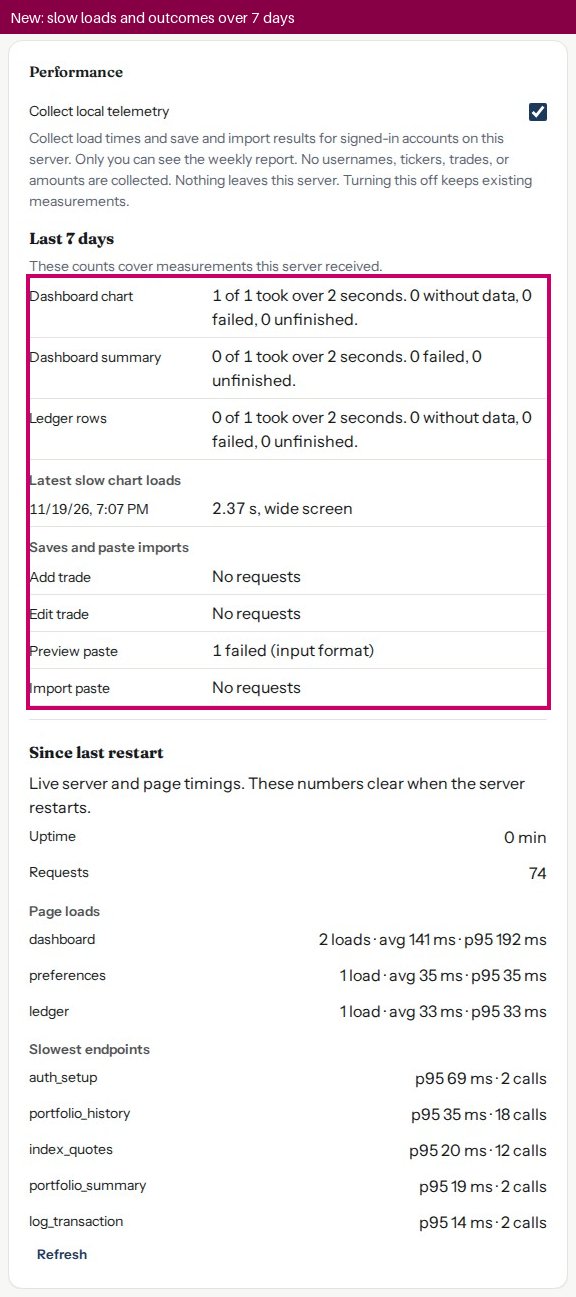 New: slow loads and outcomes over 7 days
Performance
Collect local telemetry
Collect load times and save and import results for signed-in accounts on this
server. Only you can see the weekly report. No usernames, tickers, trades, or
amounts are collected. Nothing leaves this server. Turning this off keeps existing
measurements.
Last 7 days
These counts cover measurements this server received.
Dashboard chart 1 of 1 took over 2 seconds. 0 without data, 0
failed, 0 unfinished.
Dashboard summary 0 of 1 took over 2 seconds. 0 failed, 0
unfinished.
Ledger rows 0 of 1 took over 2 seconds. 0 without data, 0
failed, 0 unfinished.
Latest slow chart loads
11/19/26, 7:07 PM 2.37 s, wide screen
Saves and paste imports
Add trade No requests
Edit trade No requests
Preview paste 1 failed (input format)
Import paste No requests
Since last restart
Live server and page timings. These numbers clear when the server
restarts.
Uptime 0 min
Requests 74
Page loads
dashboard 2 loads · avg 141 ms · p95 192 ms
preferences 1 load · avg 35 ms · p95 35 ms
ledger 1 load · avg 33 ms · p95 33 ms
Slowest endpoints
auth_setup p95 69 ms · 2 calls
portfolio_history p95 35 ms · 18 calls
index_quotes p95 20 ms · 12 calls
portfolio_summary p95 19 ms · 2 calls
log_transaction p95 14 ms · 2 calls
Refresh